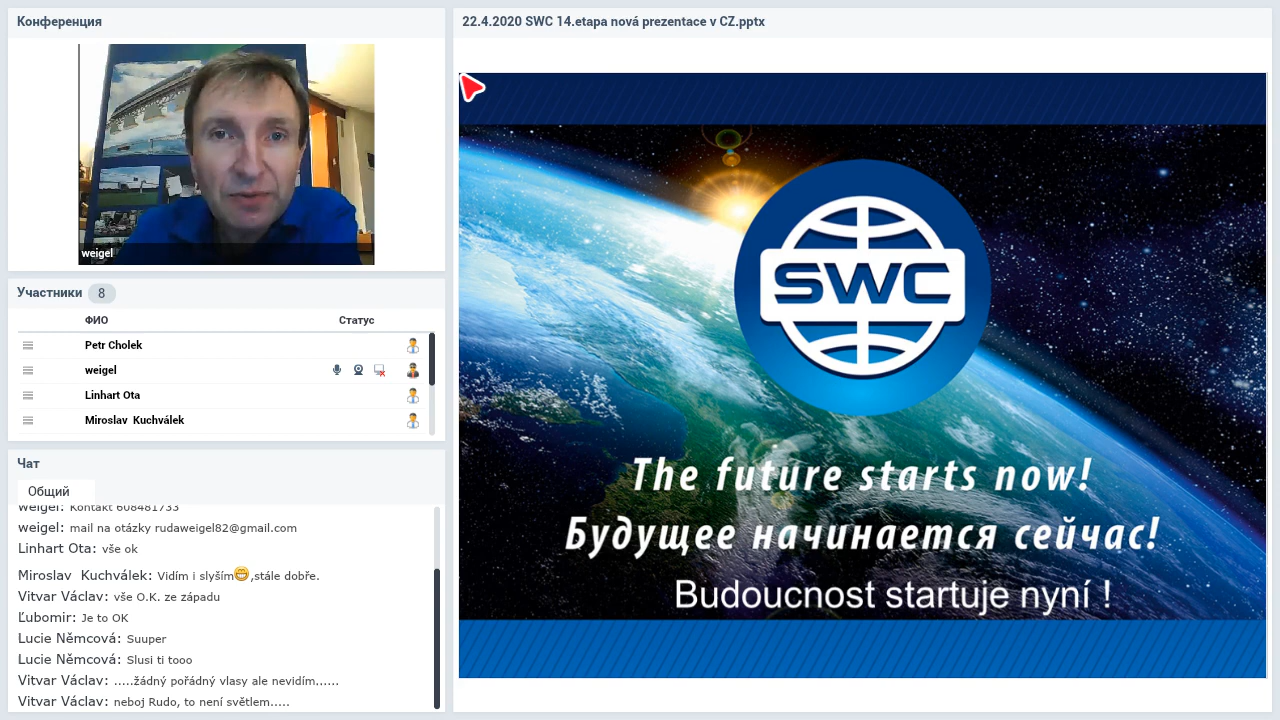 Конференция
weigel
Участники 8
ФИО Статус
Petr Cholek
weigel
Linhart Ota
Miroslav Kuchválek
Чат
Общий
weigel: Kontakt 608481733
weigel: mail na otázky rudaweigel82@gmail.com
Linhart Ota: vše ok
Miroslav Kuchválek: Vidím i slyším😁,stále dobře.
Vitvar Václav: vše O.K. ze západu
Ľubomir: Je to OK
Lucie Němcová: Suuper
Lucie Němcová: Slusi ti tooo
Vitvar Václav: .....žádný pořádný vlasy ale nevidím......
Vitvar Václav: neboj Rudo, to není světlem.....
22.4.2020 SWC 14.etapa nová prezentace v CZ.pptx
SWC
The future starts now!
Будущее начинается сейчас!
Budoucnost startuje nyní !